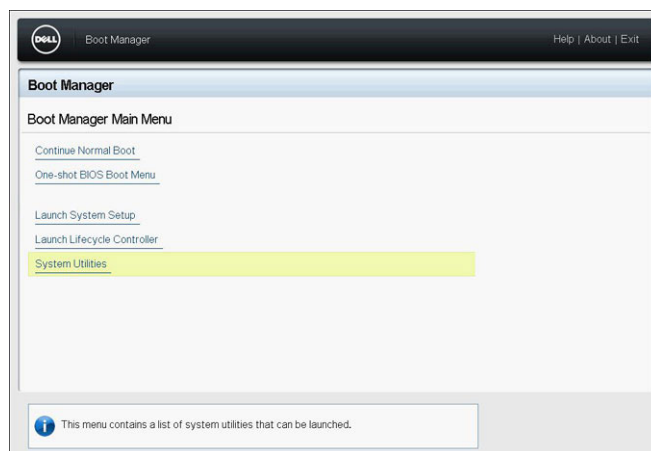 DELL Boot Manager Help | About | Exit
Boot Manager
Boot Manager Main Menu
Continue Normal Boot
One-shot BIOS Boot Menu
Launch System Setup
Launch Lifecycle Controller
System Utilities
This menu contains a list of system utilities that can be launched.